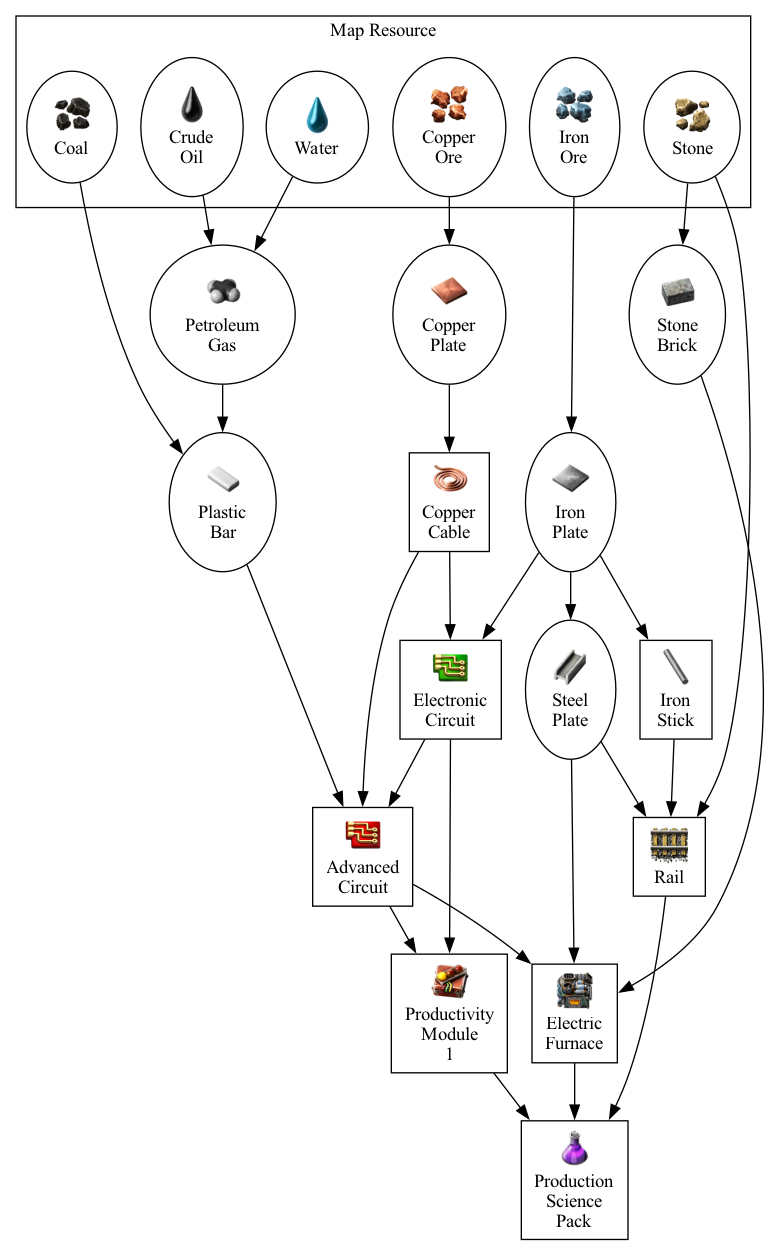 Map Resource
Coal
Crude
Oil
Water
Copper
Ore
Iron
Ore
Stone
Petroleum
Gas
Copper
Plate
Stone
Brick
Plastic
Bar
Copper
Cable
Iron
Plate
Electronic
Circuit
Steel
Plate
Iron
Stick
Advanced
Circuit
Rail
Productivity
Module
1
Electric
Furnace
Production
Science
Pack